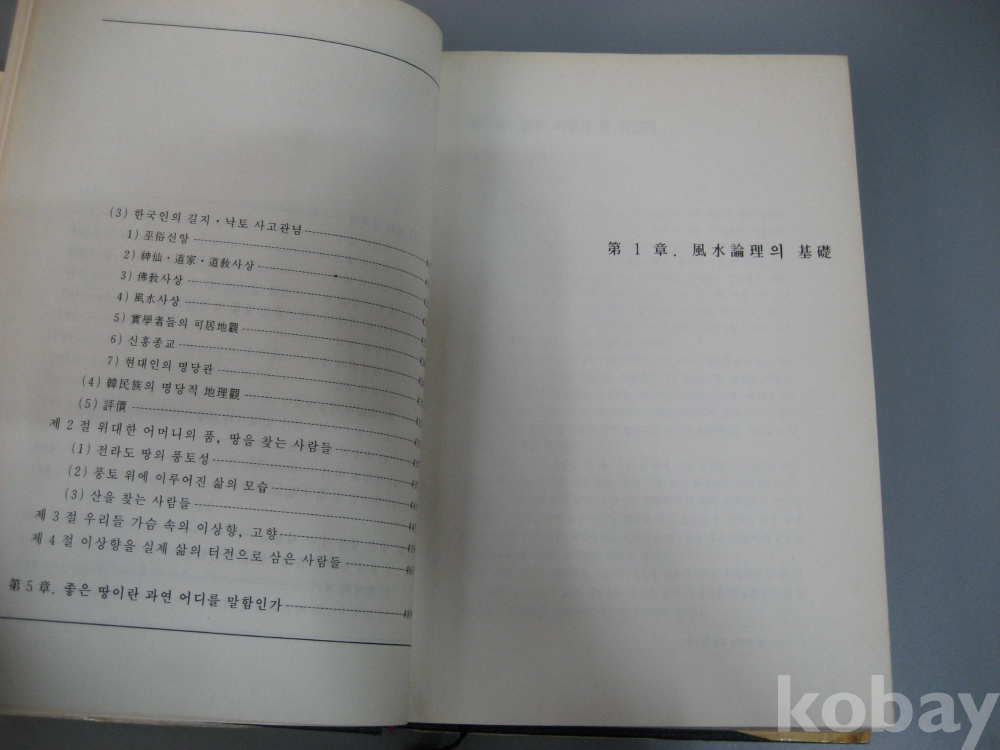 (3) 한국인의 길지·낙토 사고관념
1) 巫俗신앙
2) 神仙·道家·道敎사상
3) 佛敎사상
4) 風水사상
5) 實學者들의 可居地觀
6) 신흥종교
7) 현대인의 명당관
(4) 韓民族의 명당적 地理觀
(5) 評價
제 2 절 위대한 어머니의 품, 땅을 찾는 사람들
(1) 전라도 땅의 풍토성
(2) 풍토 위에 이루어진 삶의 모습
(3) 산을 찾는 사람들
제 3 절 우리들 가슴 속의 이상향, 고향
제 4 절 이상향을 실제 삶의 터전으로 삼은 사람들
第 5 章. 좋은 땅이란 과연 어디를 말함인가
第 1 章. 風水論理의 基礎
kobay